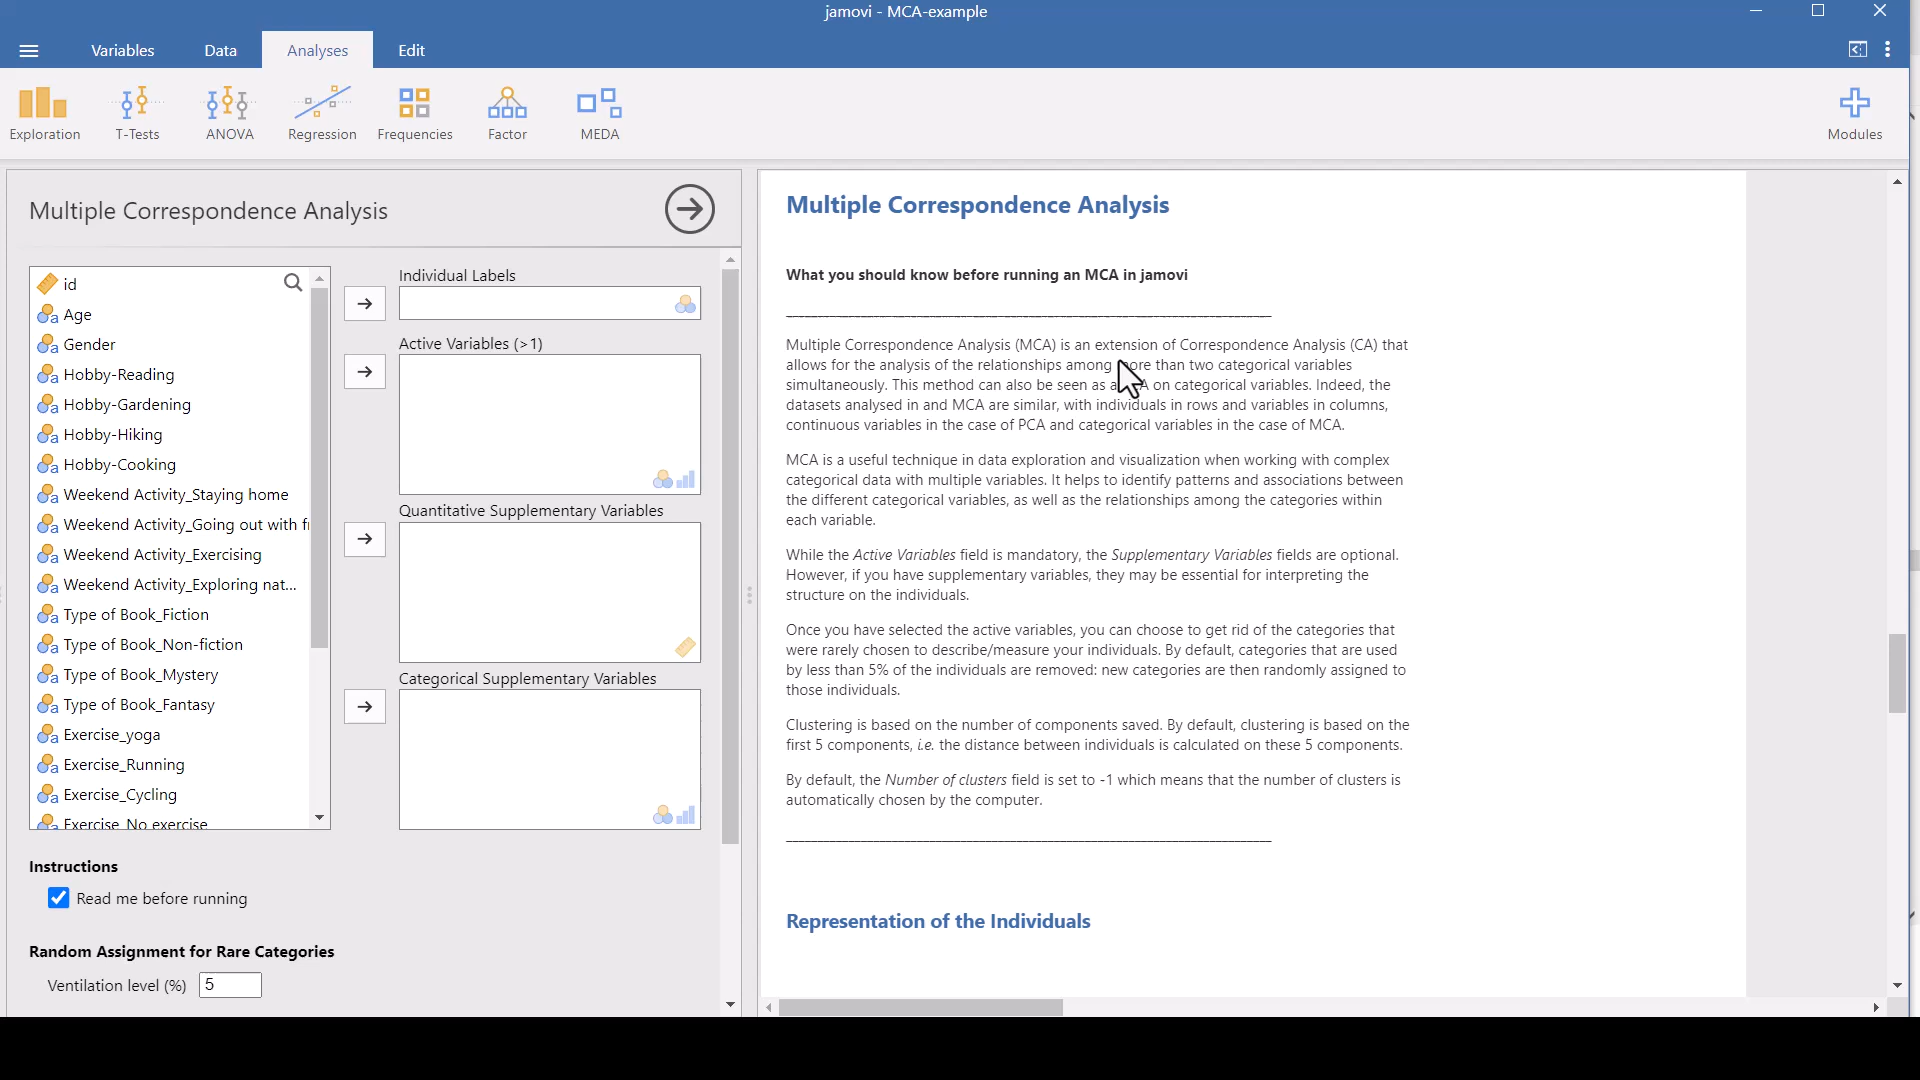 jamovi - MCA-example
Variables
Data
Analyses
Edit
Exploration
T-Tests
ANOVA
Regression
Frequencies
Factor
MEDA
Modules
Multiple Correspondence Analysis
id
Age
Gender
Hobby-Reading
Hobby-Gardening
Hobby-Hiking
Hobby-Cooking
Weekend Activity_Staying home
Weekend Activity_Going out with
Weekend Activity_Exercising
Weekend Activity_Exploring nat...
Type of Book_Fiction
Type of Book_Non-fiction
Type of Book_Mystery
Type of Book_Fantasy
Exercise_yoga
Exercise_Running
Exercise_Cycling
Exercise_No exercise
Individual Labels
Active Variables (>1)
Quantitative Supplementary Variables
Categorical Supplementary Variables
Instructions
Read me before running
Random Assignment for Rare Categories
Ventilation level (%) 5
Multiple Correspondence Analysis
What you should know before running an MCA in jamovi
Multiple Correspondence Analysis (MCA) is an extension of Correspondence Analysis (CA) that
allows for the analysis of the relationships among more than two categorical variables
simultaneously. This method can also be seen as a on categorical variables. Indeed, the
datasets analysed in and MCA are similar, with individuals in rows and variables in columns,
continuous variables in the case of PCA and categorical variables in the case of MCA.
MCA is a useful technique in data exploration and visualization when working with complex
categorical data with multiple variables. It helps to identify patterns and associations between
the different categorical variables, as well as the relationships among the categories within
each variable.
While the Active Variables field is mandatory, the Supplementary Variables fields are optional.
However, if you have supplementary variables, they may be essential for interpreting the
structure on the individuals.
Once you have selected the active variables, you can choose to get rid of the categories that
were rarely chosen to describe/measure your individuals. By default, categories that are used
by less than 5% of the individuals are removed: new categories are then randomly assigned to
those individuals.
Clustering is based on the number of components saved. By default, clustering is based on the
first 5 components, i.e. the distance between individuals is calculated on these 5 components.
By default, the Number of clusters field is set to -1 which means that the number of clusters is
automatically chosen by the computer.
Representation of the Individuals